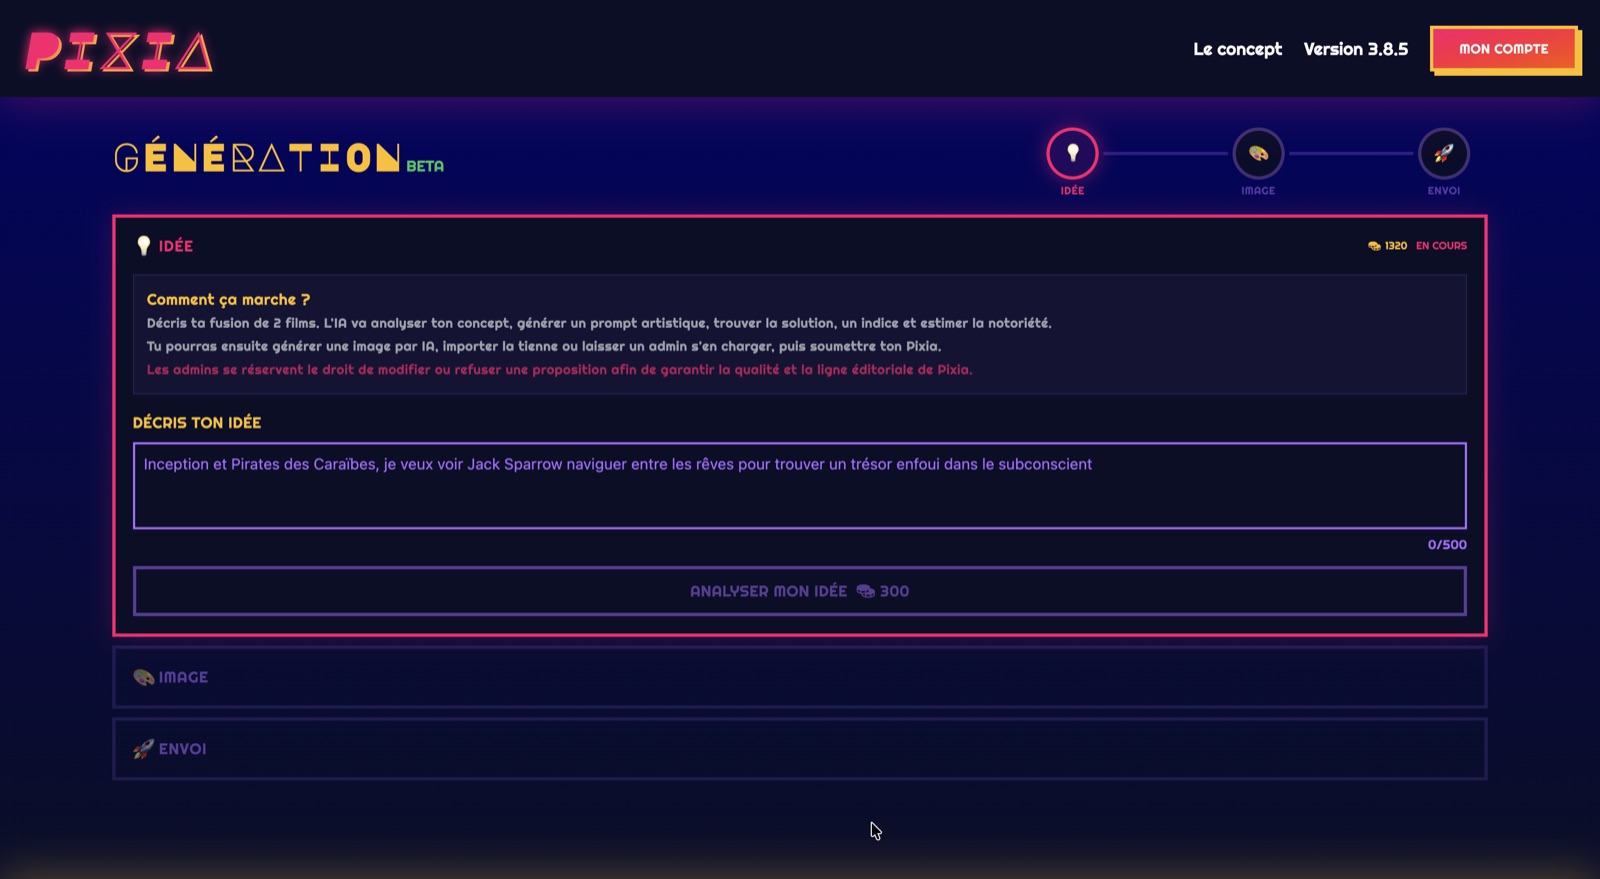 PIXIA
Le concept
Version 3.8.5
MON COMPTE
GÉNÉRATION BETA
IDÉE
IMAGE
ENVOI
IDÉE
1320 EN COURS
Comment ça marche ?
Décris ta fusion de 2 films. L'IA va analyser ton concept, générer un prompt artistique, trouver la solution, un indice et estimer la notoriété.
Tu pourras ensuite générer une image par IA, importer la tienne ou laisser un admin s'en charger, puis soumettre ton Pixia.
Les admins se réservent le droit de modifier ou refuser une proposition afin de garantir la qualité et la ligne éditoriale de Pixia.
DÉCRIS TON IDÉE
Inception et Pirates des Caraïbes, je veux voir Jack Sparrow naviguer entre les rêves pour trouver un trésor enfoui dans le subconscient
0/500
ANALYSER MON IDÉE 300
IMAGE
ENVOI